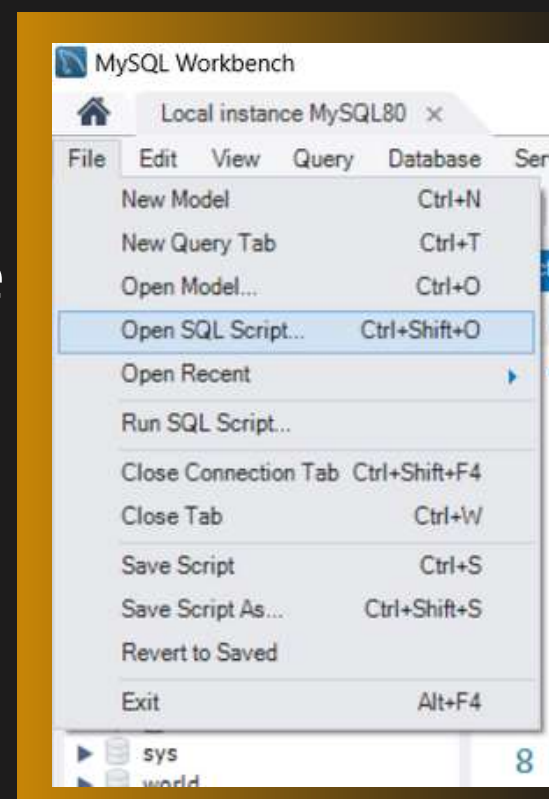 MySQL Workbench
Local instance MySQL80 ×
File Edit View Query Database Ser
New Model Ctrl+N
New Query Tab Ctrl+T
Open Model... Ctrl+O
Open SQL Script... Ctrl+Shift+O
Open Recent
Run SQL Script...
Close Connection Tab Ctrl+Shift+F4
Close Tab Ctrl+W
Save Script Ctrl+S
Save Script As... Ctrl+Shift+S
Revert to Saved
Exit Alt+F4
sys 8
world